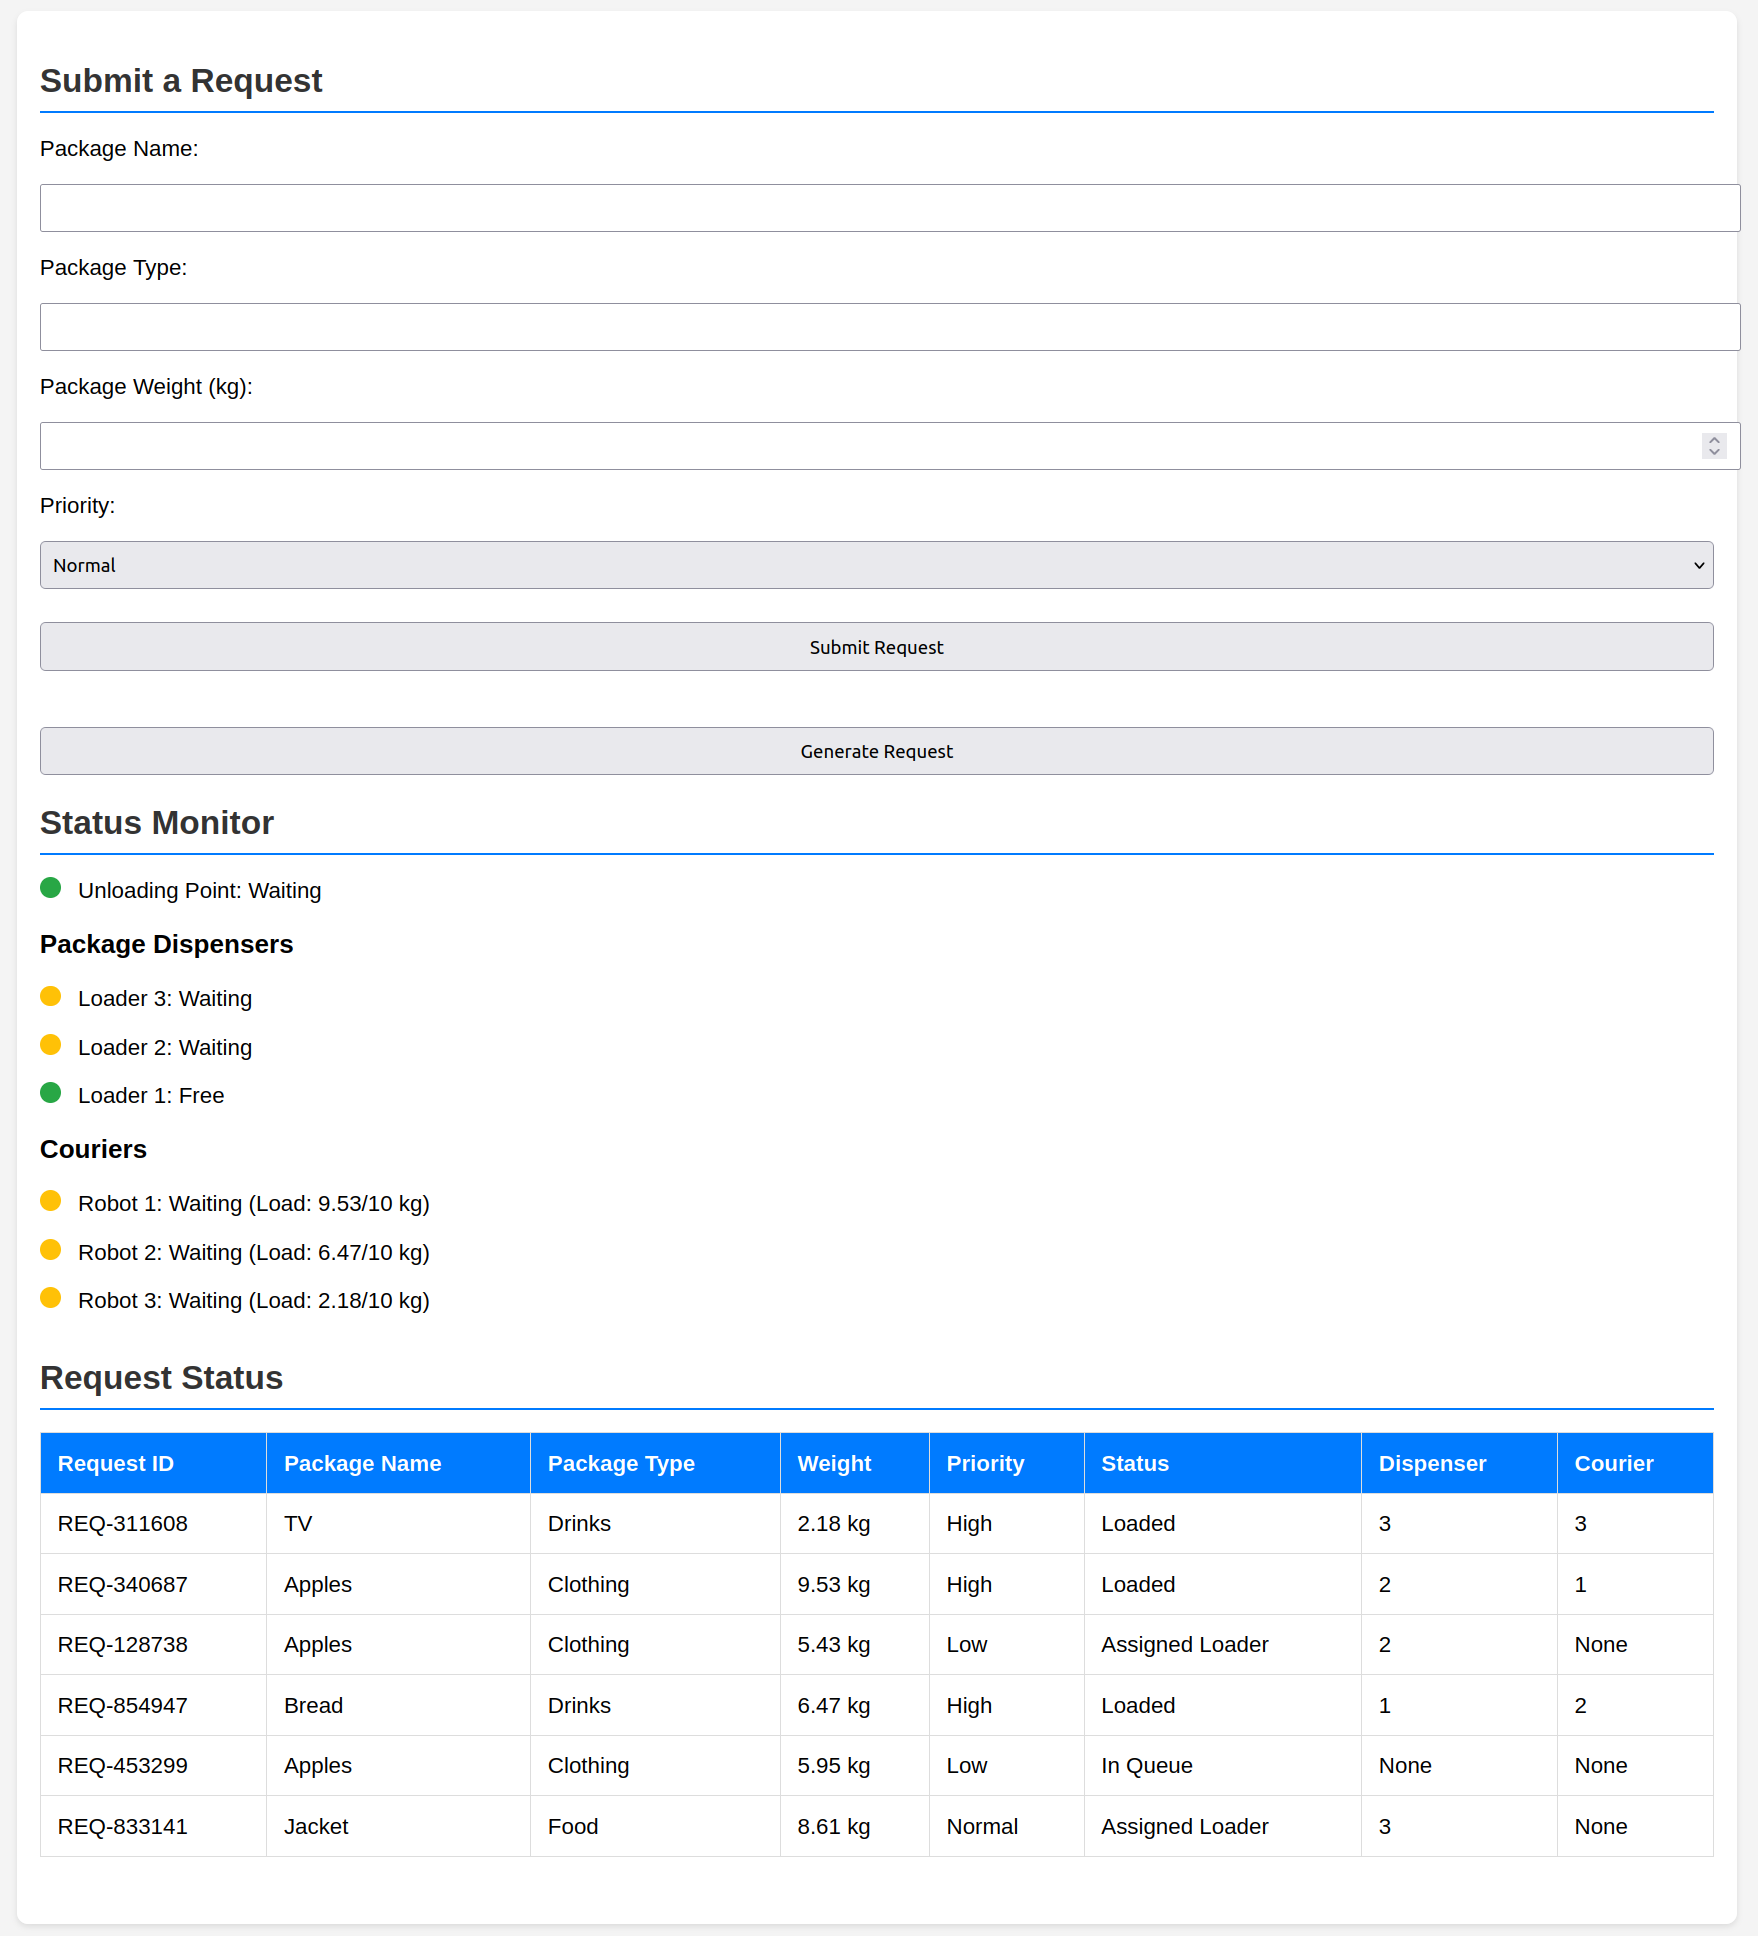 Submit a Request
Package Name:
Package Type:
Package Weight (kg):
Priority:
Normal
Submit Request
Generate Request
Status Monitor
Unloading Point: Waiting
Package Dispensers
Loader 3: Waiting
Loader 2: Waiting
Loader 1: Free
Couriers
Robot 1: Waiting (Load: 9.53/10 kg)
Robot 2: Waiting (Load: 6.47/10 kg)
Robot 3: Waiting (Load: 2.18/10 kg)
Request Status
Request ID Package Name Package Type Weight Priority Status Dispenser Courier
REQ-311608 TV Drinks 2.18 kg High Loaded 3 3
REQ-340687 Apples Clothing 9.53 kg High Loaded 2 1
REQ-128738 Apples Clothing 5.43 kg Low Assigned Loader 2 None
REQ-854947 Bread Drinks 6.47 kg High Loaded 1 2
REQ-453299 Apples Clothing 5.95 kg Low In Queue None None
REQ-833141 Jacket Food 8.61 kg Normal Assigned Loader 3 None